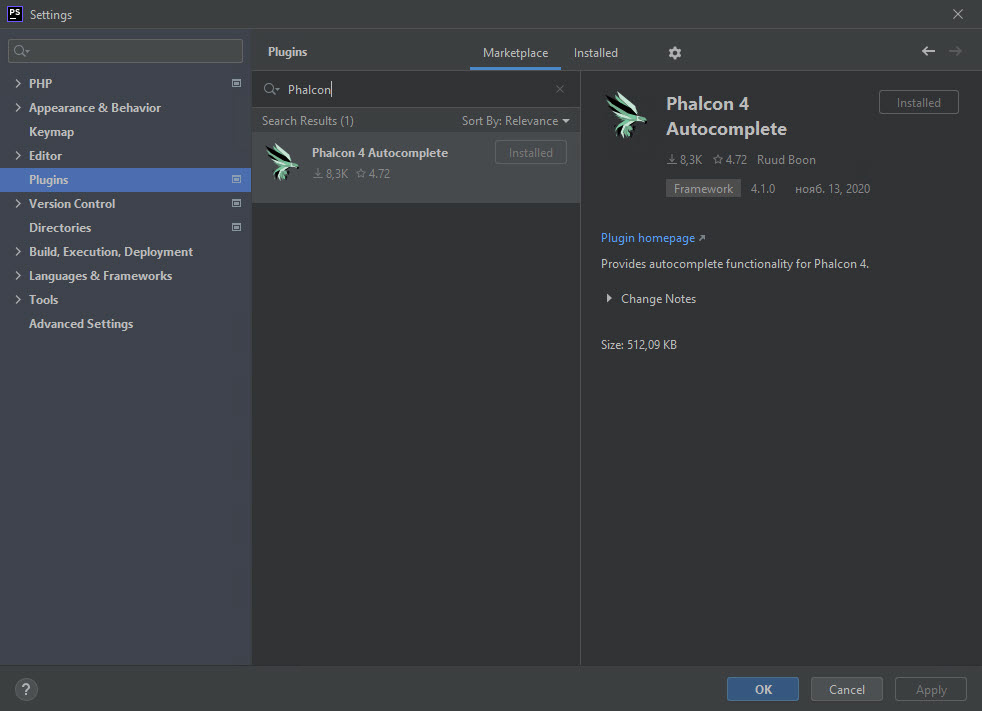 PS Settings
PHP
Appearance & Behavior
Keymap
Editor
Plugins
Version Control
Directories
Build, Execution, Deployment
Languages & Frameworks
Tools
Advanced Settings
Plugins
Marketplace
Installed
Phalcon
Search Results (1)
Sort By: Relevance
Phalcon 4 Autocomplete
Installed
8,3K 4.72
Phalcon 4
Autocomplete
Installed
8,3K 4.72 Ruud Boon
Framework 4.1.0 нояб. 13, 2020
Plugin homepage
Provides autocomplete functionality for Phalcon 4.
Change Notes
Size: 512,09 KB
?
OK
Cancel
Apply